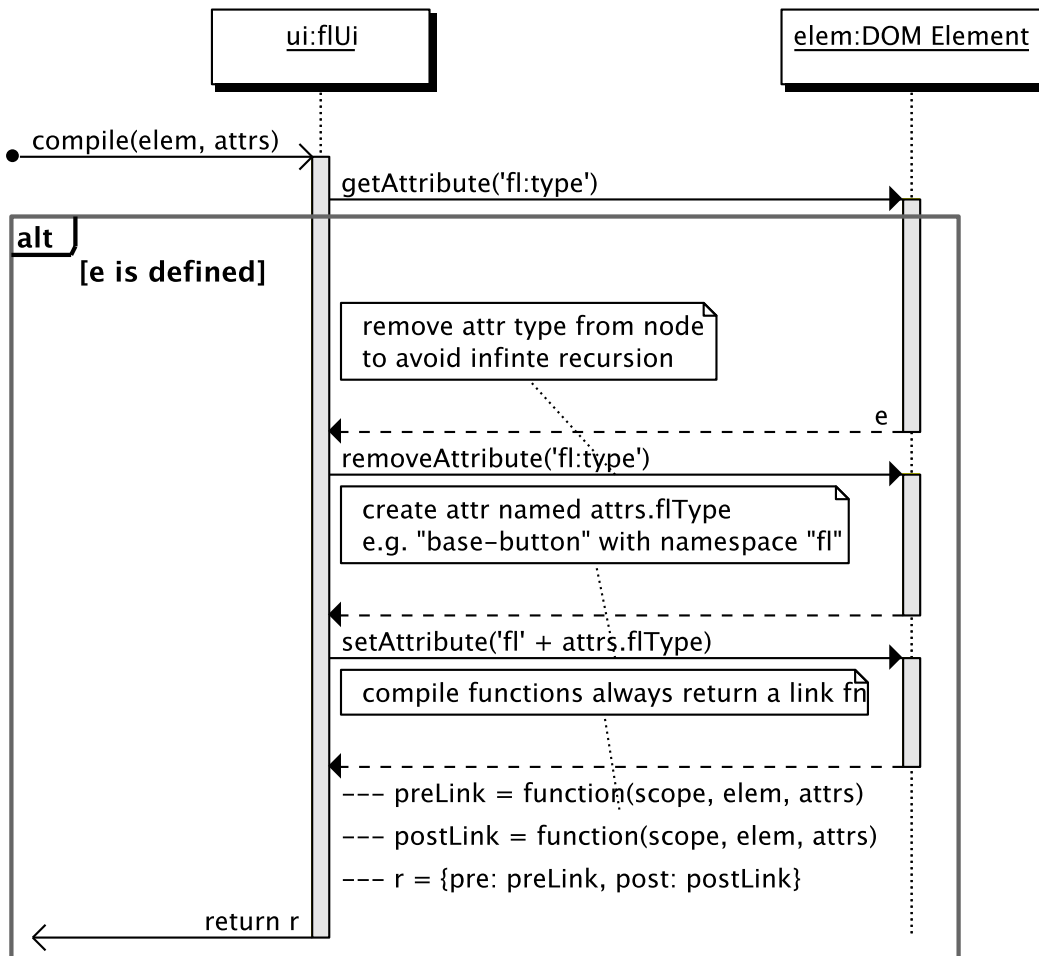 ui:flUi
elem:DOM Element
compile(elem, attrs)
getAttribute('fl:type')
alt
[e is defined]
remove attr type from node
to avoid infinte recursion
e
removeAttribute('fl:type')
create attr named attrs.flType
e.g. "base-button" with namespace "fl"
setAttribute('fl' + attrs.flType)
compile functions always return a link fn
--- preLink = function(scope, elem, attrs)
--- postLink = function(scope, elem, attrs)
--- r = {pre: preLink, post: postLink}
return r